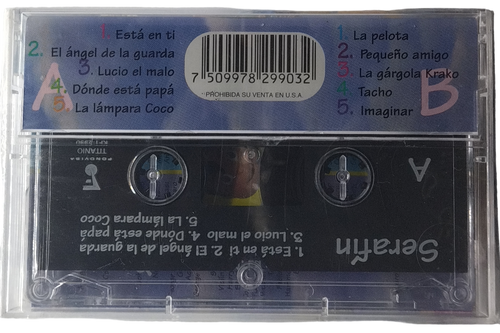 1. Está en ti
2. El ángel de la guarda
3. Lucio el malo
4. Dónde está papá
5. La lámpara Coco
A
7 509978 299032
PROHIBIDA SU VENTA EN U.S.A.
1. La pelota
2. Pequeño amigo
3. La gárgola Krako
4. Tacho
5. Imaginar
B
A
Serafín
1. Está en ti 2. El ángel de la guarda
3. Lucio el malo 4. Dónde está papá
5. La lámpara Coco
FONOVISA
TITANIO